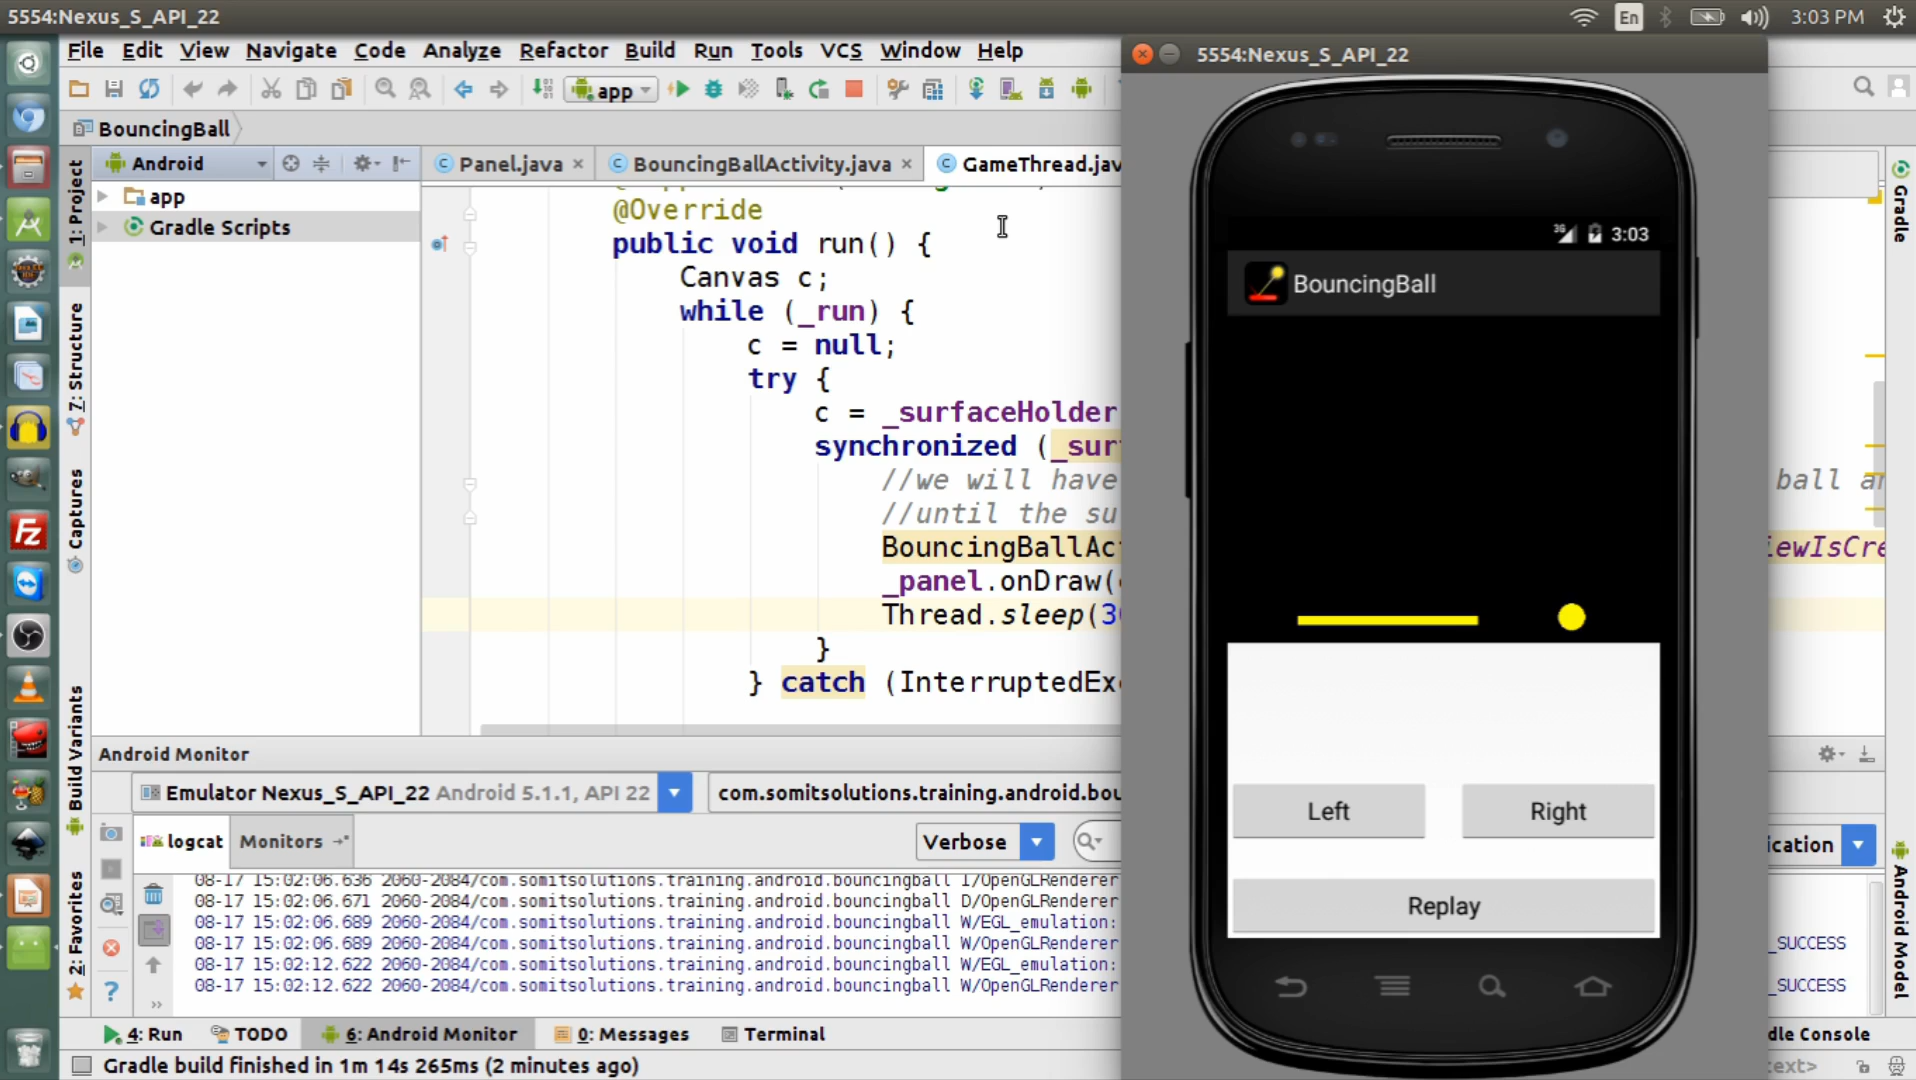 5554:Nexus_S_API_22
En
3:03 PM
File Edit View Navigate Code Analyze Refactor Build Run Tools VCS Window Help
5554:Nexus_S_API_22
app
BouncingBall
Android
Panel.java
BouncingBallActivity.java
GameThread.jav
1: Project
7: Structure
Captures
Build Variants
2: Favorites
app
Gradle Scripts
@Override
public void run() {
Canvas c;
while (_run) {
c = null;
try {
c = _surfaceHolder
synchronized (_sur
//we will have
ball an
//until the su
BouncingBallAc
iewIsCre
_panel.onDraw(
Thread.sleep(30
}
} catch (InterruptedEx
3G
3:03
BouncingBall
Left
Right
Replay
Gradle
Android Model
Android Monitor
Emulator Nexus_S_API_22 Android 5.1.1, API 22
com.somitsolutions.training.android.bou
logcat
Monitors
Verbose
ication
08-17 15:02:06.636 2060-2084/com.somitsolutions.training.android.bouncingball I/OpenGLRenderer
08-17 15:02:06.671 2060-2084/com.somitsolutions.training.android.bouncingball D/OpenGLRenderer
08-17 15:02:06.689 2060-2084/com.somitsolutions.training.android.bouncingball W/EGL_emulation:
08-17 15:02:06.689 2060-2084/com.somitsolutions.training.android.bouncingball W/OpenGLRenderer
_SUCCESS
08-17 15:02:12.622 2060-2084/com.somitsolutions.training.android.bouncingball W/EGL_emulation:
08-17 15:02:12.622 2060-2084/com.somitsolutions.training.android.bouncingball W/OpenGLRenderer
_SUCCESS
4: Run
TODO
6: Android Monitor
0: Messages
Terminal
dle Console
Gradle build finished in 1m 14s 265ms (2 minutes ago)
text>